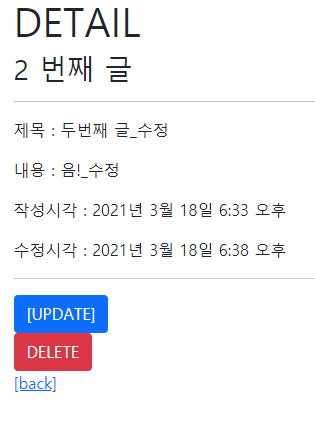 DETAIL
2 번째 글
제목 : 두번째 글_수정
내용 : 음!_수정
작성시각 : 2021년 3월 18일 6:33 오후
수정시각 : 2021년 3월 18일 6:38 오후
[UPDATE]
DELETE
[back]